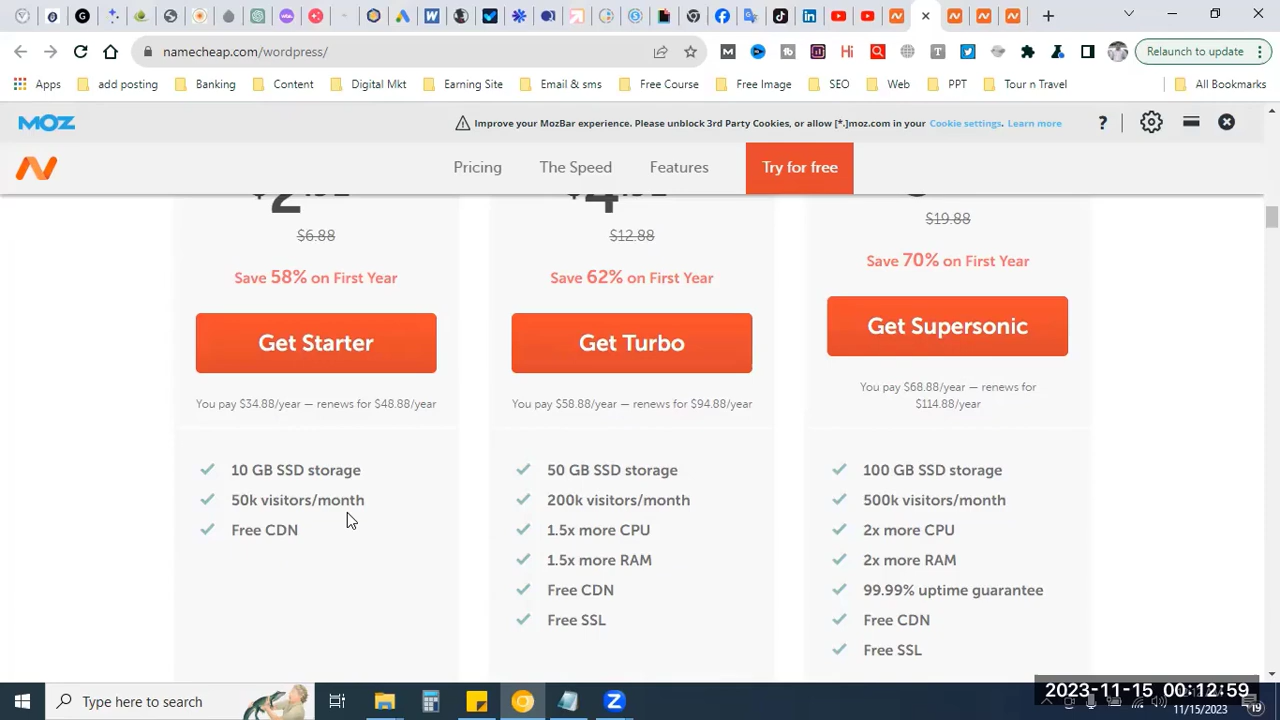 namecheap.com/wordpress/
Relaunch to update
Apps
add posting
Banking
Content
Digital Mkt
Earning Site
Email & sms
Free Course
Free Image
SEO
Web
PPT
Tour n Travel
All Bookmarks
MOZ
Improve your MozBar experience. Please unblock 3rd Party Cookies, or allow [*.]moz.com in your Cookie settings. Learn more
Pricing
The Speed
Features
Try for free
$6.88
Save 58% on First Year
Get Starter
You pay $34.88/year — renews for $48.88/year
10 GB SSD storage
50k visitors/month
Free CDN
$12.88
Save 62% on First Year
Get Turbo
You pay $58.88/year — renews for $94.88/year
50 GB SSD storage
200k visitors/month
1.5x more CPU
1.5x more RAM
Free CDN
Free SSL
$19.88
Save 70% on First Year
Get Supersonic
You pay $68.88/year — renews for
$114.88/year
100 GB SSD storage
500k visitors/month
2x more CPU
2x more RAM
99.99% uptime guarantee
Free CDN
Free SSL
Type here to search
2023-11-15 00:12:59
11/15/2023